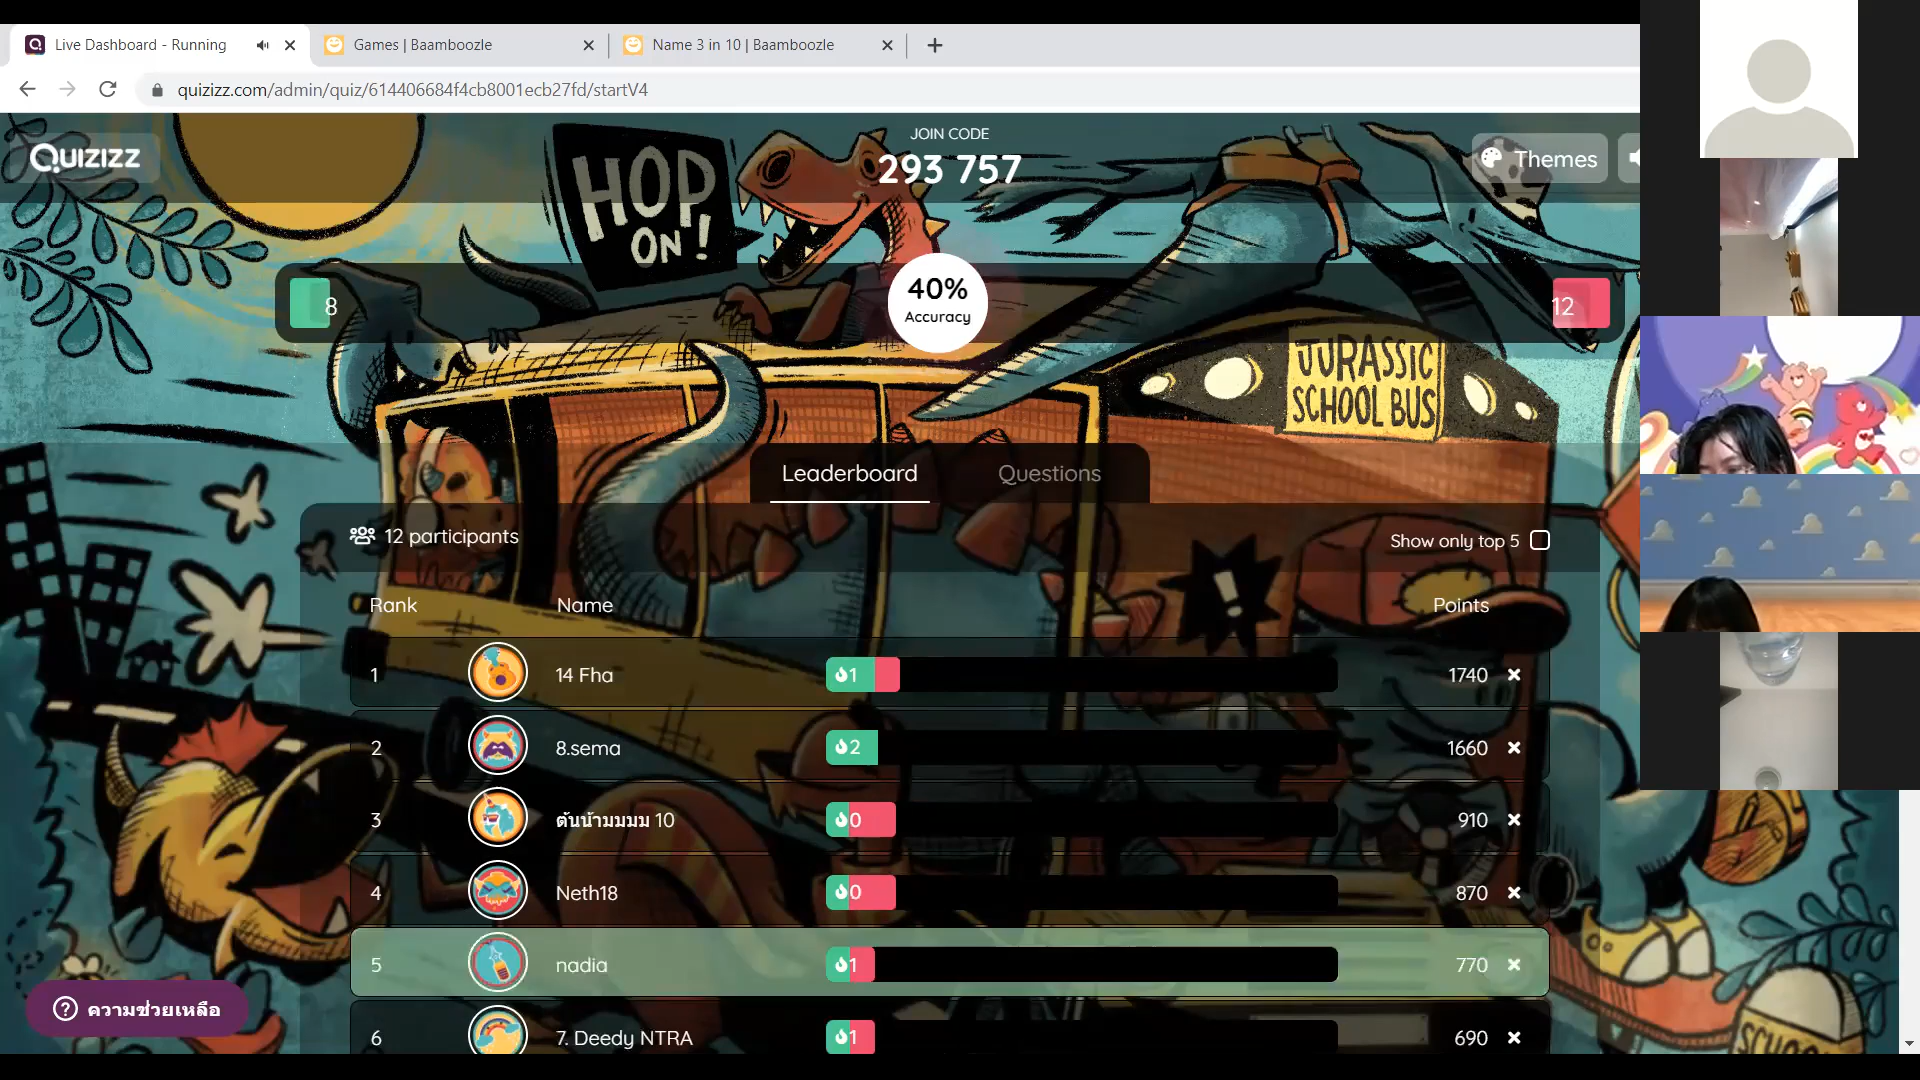 Live Dashboard - Running
Games | Baamboozle
Name 3 in 10 | Baamboozle
quizizz.com/admin/quiz/614406684f4cb8001ecb27fd/startV4
Quizizz
HOP
ON!
JOIN CODE
293 757
Themes
8
40%
Accuracy
12
JURASSIC
SCHOOL BUS
Leaderboard
Questions
12 participants
Show only top 5
Rank
Name
Points
1
14 Fha
1
1740
2
8.sema
2
1660
3
ต้นน้ามมมม 10
0
910
4
Neth18
0
870
5
nadia
1
770
6
7. Deedy NTRA
1
690
ความช่วยเหลือ
SCHOO